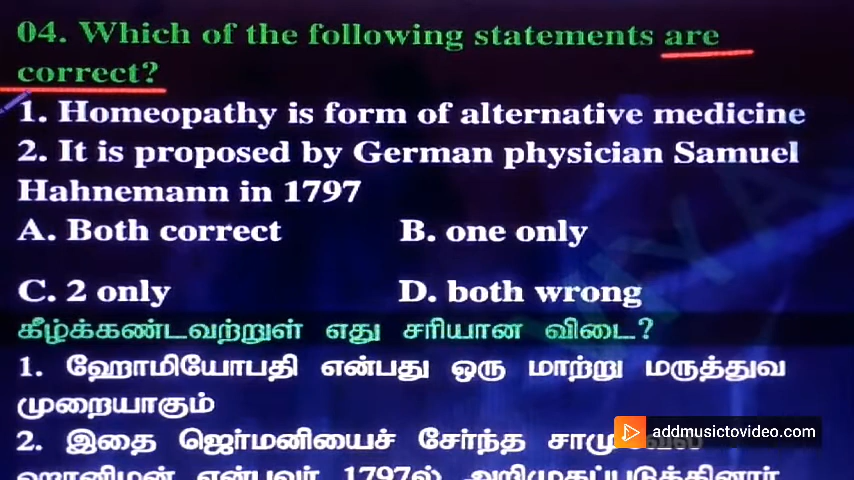 04. Which of the following statements are
correct?
1. Homeopathy is form of alternative medicine
2. It is proposed by German physician Samuel
Hahnemann in 1797
A. Both correct B. one only
C. 2 only D. both wrong
கீழ்க்கண்டவற்றுள் எது சரியான விடை?
1. ஹோமியோபதி என்பது ஒரு மாற்று மருத்துவ
முறையாகும்
2. இதை ஜெர்மனியைச் சேர்ந்த
என்பவர் 1797ல் அறிமுகப்படுத்தினார்
addmusictovideo.com